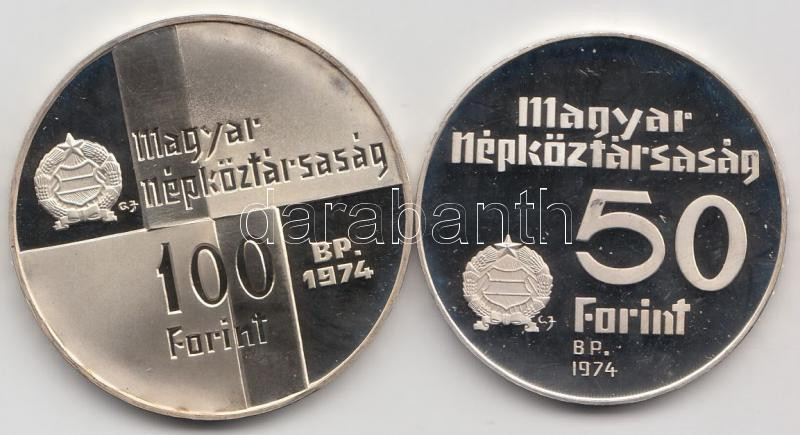 Magyar
Népköztársaság
100
Forint
BP.
1974
G.J
darabanth
Magyar
Népköztársaság
50
Forint
BP.
1974